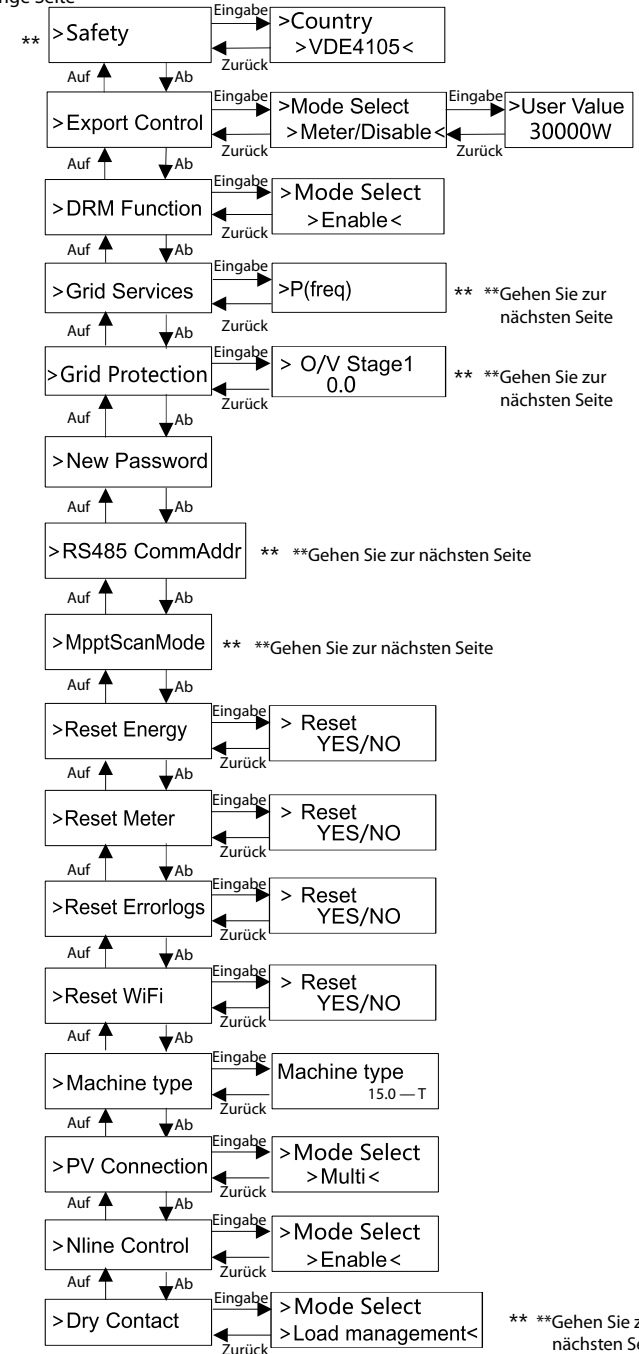 nge Seite
** >Safety Eingabe Zurück >Country
>VDE4105<
Auf Ab
>Export Control Eingabe Zurück >Mode Select
>Meter/Disable< Eingabe Zurück >User Value
30000W
Auf Ab
>DRM Function Eingabe Zurück >Mode Select
>Enable<
Auf Ab
>Grid Services Eingabe Zurück >P(freq) ** **Gehen Sie zur
nächsten Seite
Auf Ab
>Grid Protection Eingabe Zurück > O/V Stage1
0.0 ** **Gehen Sie zur
nächsten Seite
Auf Ab
>New Password
Auf Ab
>RS485 CommAddr ** **Gehen Sie zur nächsten Seite
Auf Ab
>MpptScanMode ** **Gehen Sie zur nächsten Seite
Auf Ab
>Reset Energy Eingabe Zurück > Reset
YES/NO
Auf Ab
>Reset Meter Eingabe Zurück > Reset
YES/NO
Auf Ab
>Reset Errorlogs Eingabe Zurück > Reset
YES/NO
Auf Ab
>Reset WiFi Eingabe Zurück > Reset
YES/NO
Auf Ab
>Machine type Eingabe Zurück Machine type
15.0 — T
Auf Ab
>PV Connection Eingabe Zurück >Mode Select
>Multi<
Auf Ab
>Nline Control Eingabe Zurück >Mode Select
>Enable<
Auf Ab
>Dry Contact Eingabe Zurück >Mode Select
>Load management< ** **Gehen Sie z
nächsten Se